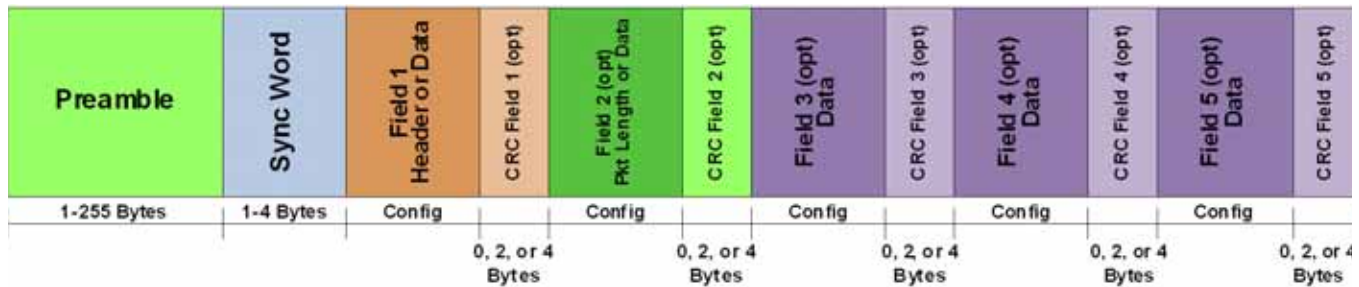 Preamble
Sync Word
Field 1
Header or Data
CRC Field 1 (opt)
Field 2 (opt)
Pkt Length or Data
CRC Field 2 (opt)
Field 3 (opt)
Data
CRC Field 3 (opt)
Field 4 (opt)
Data
CRC Field 4 (opt)
Field 5 (opt)
Data
CRC Field 5 (opt)
1-255 Bytes
1-4 Bytes
Config
Config
Config
Config
Config
0, 2, or 4
Bytes
0, 2, or 4
Bytes
0, 2, or 4
Bytes
0, 2, or 4
Bytes
0, 2, or 4
Bytes